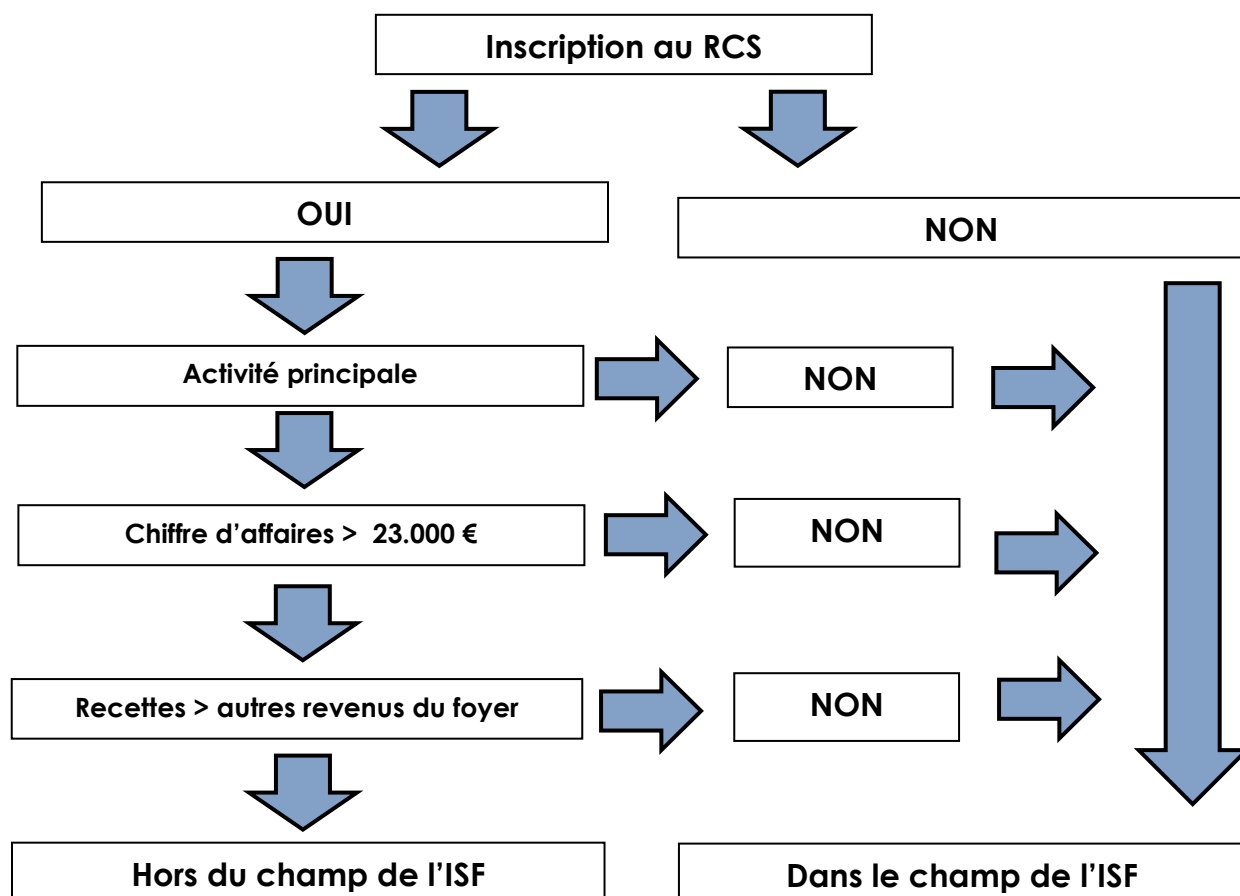 Inscription au RCS
OUI
NON
Activité principale
NON
Chiffre d’affaires > 23.000 €
NON
Recettes > autres revenus du foyer
NON
Hors du champ de l’ISF
Dans le champ de l’ISF